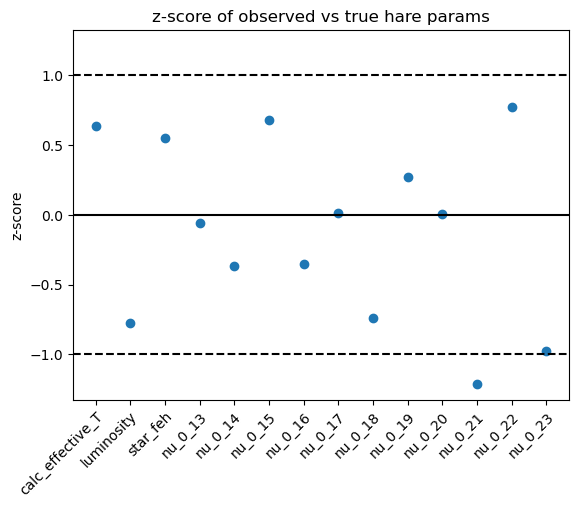 z-score of observed vs true hare params
z-score
1.0
0.5
0.0
−0.5
−1.0
calc_effective_T
luminosity
star_feh
nu_0_13
nu_0_14
nu_0_15
nu_0_16
nu_0_17
nu_0_18
nu_0_19
nu_0_20
nu_0_21
nu_0_22
nu_0_23